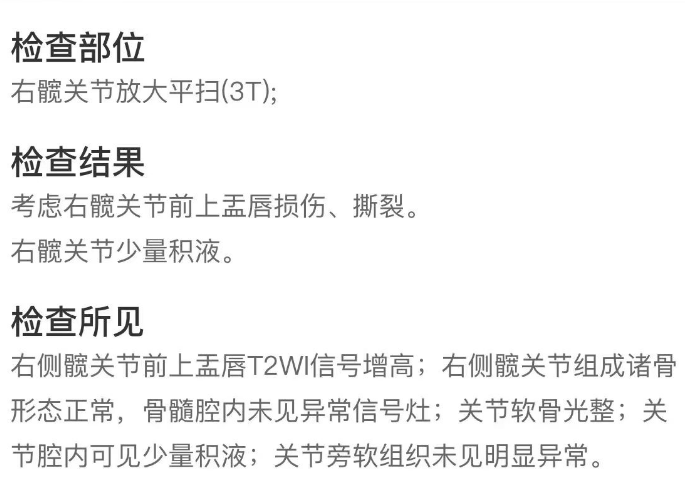 检查部位
右髋关节放大平扫(3T);
检查结果
考虑右髋关节前上盂唇损伤、撕裂。
右髋关节少量积液。
检查所见
右侧髋关节前上盂唇T2WI信号增高；右侧髋关节组成诸骨
形态正常，骨髓腔内未见异常信号灶；关节软骨光整；关
节腔内可见少量积液；关节旁软组织未见明显异常。